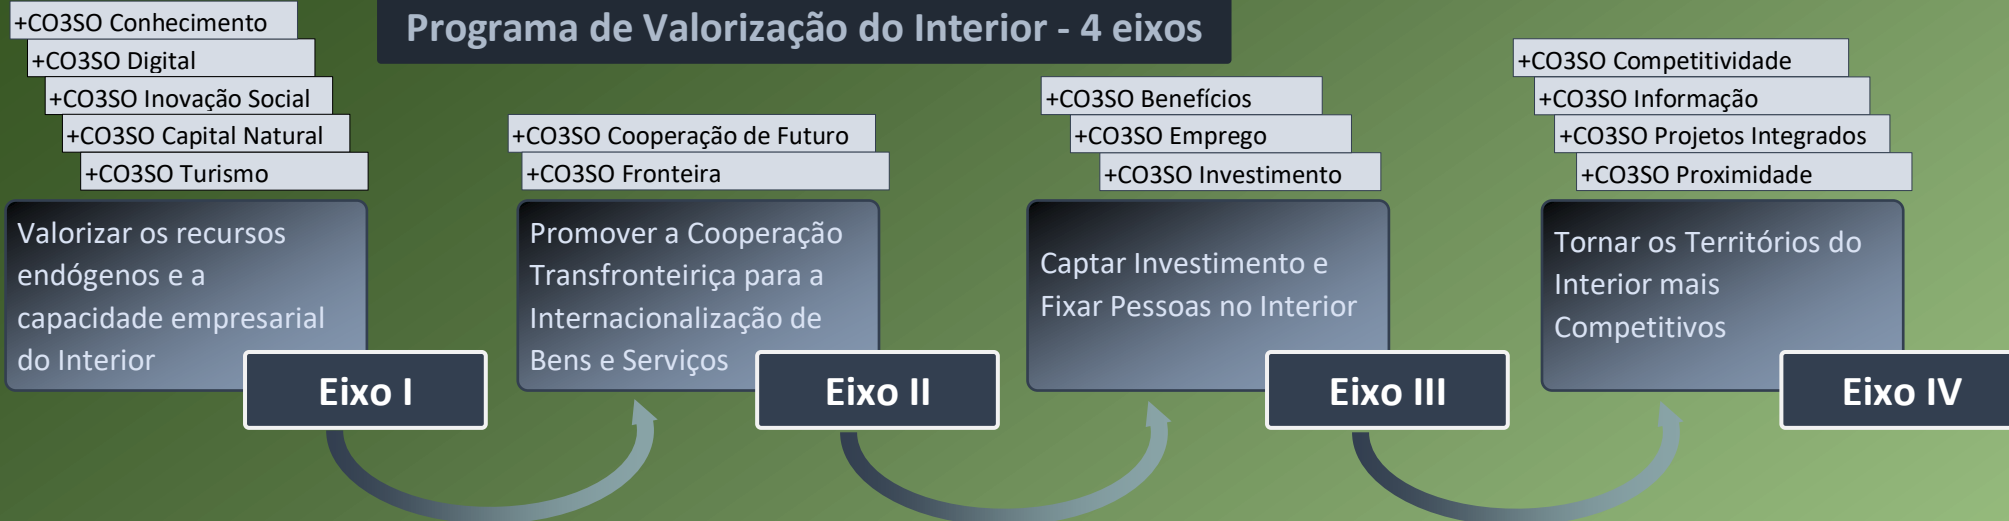 Programa de Valorização do Interior - 4 eixos
+CO3SO Conhecimento
+CO3SO Digital
+CO3SO Inovação Social
+CO3SO Capital Natural
+CO3SO Turismo
Valorizar os recursos
endógenos e a
capacidade empresarial
do Interior
Eixo I
+CO3SO Cooperação de Futuro
+CO3SO Fronteira
Promover a Cooperação
Transfronteiriça para a
Internacionalização de
Bens e Serviços
Eixo II
+CO3SO Benefícios
+CO3SO Emprego
+CO3SO Investimento
Captar Investimento e
Fixar Pessoas no Interior
Eixo III
+CO3SO Competitividade
+CO3SO Informação
+CO3SO Projetos Integrados
+CO3SO Proximidade
Tornar os Territórios do
Interior mais
Competitivos
Eixo IV